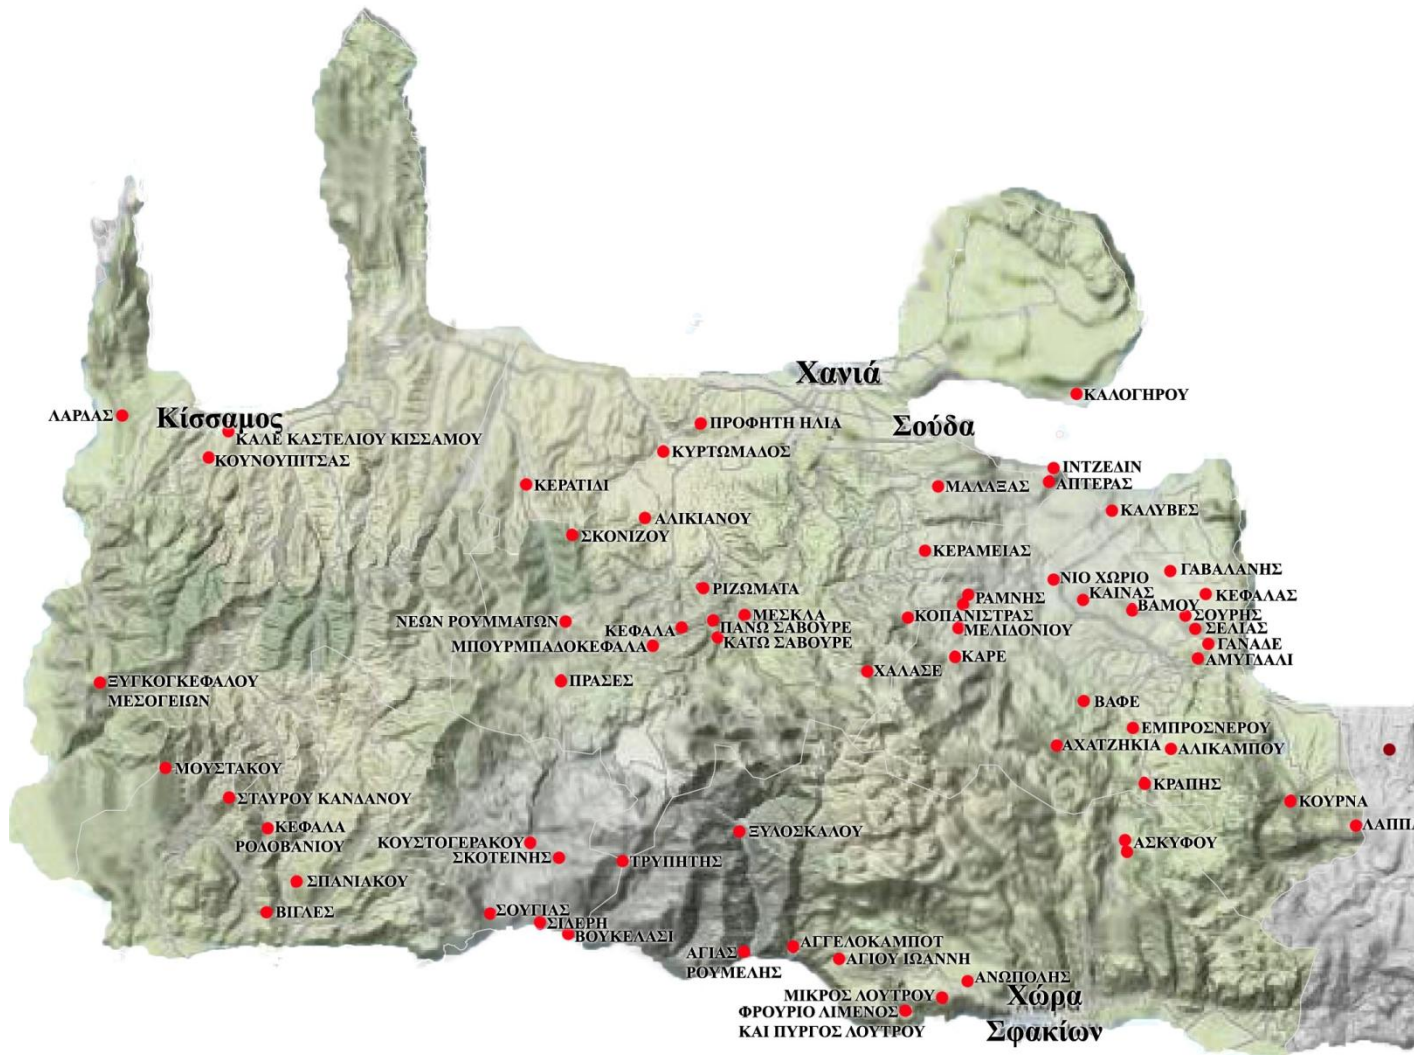 Χανιά
ΚΑΛΟΓΗΡΟΥ
ΛΑΡΔΑΣ
Κίσσαμος
ΠΡΟΦΗΤΗ ΗΛΙΑ
Σούδα
ΚΑΛΕ ΚΑΣΤΕΛΙΟΥ ΚΙΣΣΑΜΟΥ
ΚΟΥΝΟΥΠΙΤΣΑΣ
ΚΥΡΤΩΜΑΔΟΣ
ΙΝΤΖΕΔΙΝ
ΚΕΡΑΤΙΔΙ
ΜΑΛΑΞΑΣ
ΑΠΤΕΡΑΣ
ΚΑΛΥΒΕΣ
ΑΛΙΚΙΑΝΟΥ
ΣΚΟΝΙΖΟΥ
ΚΕΡΑΜΕΙΑΣ
ΓΑΒΑΛΑΝΗΣ
ΡΙΖΩΜΑΤΑ
ΝΙΟ ΧΩΡΙΟ
ΚΑΙΝΑΣ
ΚΕΦΑΛΑΣ
ΡΑΜΝΗΣ
ΒΑΜΟΥ
ΜΕΣΚΛΑ
ΚΟΠΑΝΙΣΤΡΑΣ
ΣΟΥΡΗΣ
ΝΕΩΝ ΡΟΥΜΜΑΤΩΝ
ΚΕΦΑΛΑ
ΠΑΝΩ ΣΑΒΟΥΡΕ
ΜΕΛΙΔΟΝΙΟΥ
ΣΕΛΙΑΣ
ΜΠΟΥΡΜΠΑΔΟΚΕΦΑΛΑ
ΚΑΤΩ ΣΑΒΟΥΡΕ
ΓΑΝΑΔΕ
ΚΑΡΕ
ΑΜΥΓΔΑΛΙ
ΧΑΛΑΣΕ
ΞΥΓΚΟΓΚΕΦΑΛΟΥ
ΜΕΣΟΓΕΙΩΝ
ΠΡΑΣΕΣ
ΒΑΦΕ
ΕΜΠΡΟΣΝΕΡΟΥ
ΑΧΑΤΖΗΚΙΑ
ΑΛΙΚΑΜΠΟΥ
ΜΟΥΣΤΑΚΟΥ
ΚΡΑΠΗΣ
ΣΤΑΥΡΟΥ ΚΑΝΔΑΝΟΥ
ΚΟΥΡΝΑ
ΚΕΦΑΛΑ
ΡΟΔΟΒΑΝΙΟΥ
ΞΥΛΟΣΚΑΛΟΥ
ΚΟΥΣΤΟΓΕΡΑΚΟΥ
ΑΣΚΥΦΟΥ
ΣΚΟΤΕΙΝΗΣ
ΤΡΥΠΗΤΗΣ
ΣΠΑΝΙΑΚΟΥ
ΒΙΓΛΕΣ
ΣΟΥΓΙΑΣ
ΣΙΔΕΡΗ
ΒΟΥΚΕΛΑΣΙ
ΑΓΓΕΛΟΚΑΜΠΟΤ
ΑΓΙΑΣ
ΡΟΥΜΕΛΗΣ
ΑΓΙΟΥ ΙΩΑΝΝΗ
ΑΝΩΠΟΛΗΣ
ΜΙΚΡΟΣ ΛΟΥΤΡΟΥ
Χώρα
Σφακίων
ΦΡΟΥΡΙΟ ΛΙΜΕΝΟΣ
ΚΑΙ ΠΥΡΓΟΣ ΛΟΥΤΡΟΥ